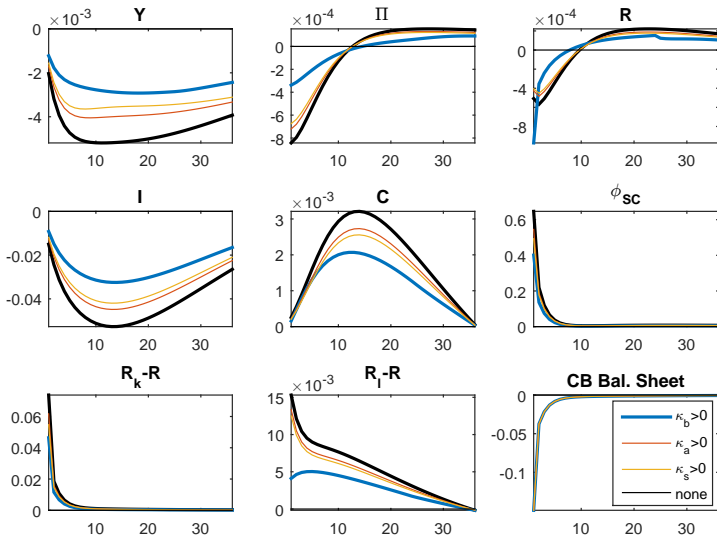 Y
×10⁻³
0
-2
-4
10 20 30
Π
×10⁻⁴
0
-2
-4
-6
-8
10 20 30
R
×10⁻⁴
0
-4
-8
10 20 30
I
0
-0.02
-0.04
10 20 30
C
×10⁻³
3
2
1
0
10 20 30
ϕ_SC
0.6
0.4
0.2
0
10 20 30
R_k-R
0.06
0.04
0.02
0
10 20 30
R_l-R
×10⁻³
15
10
5
0
10 20 30
CB Bal. Sheet
0
-0.05
-0.1
10 20 30
κ_b>0
κ_a>0
κ_s>0
none